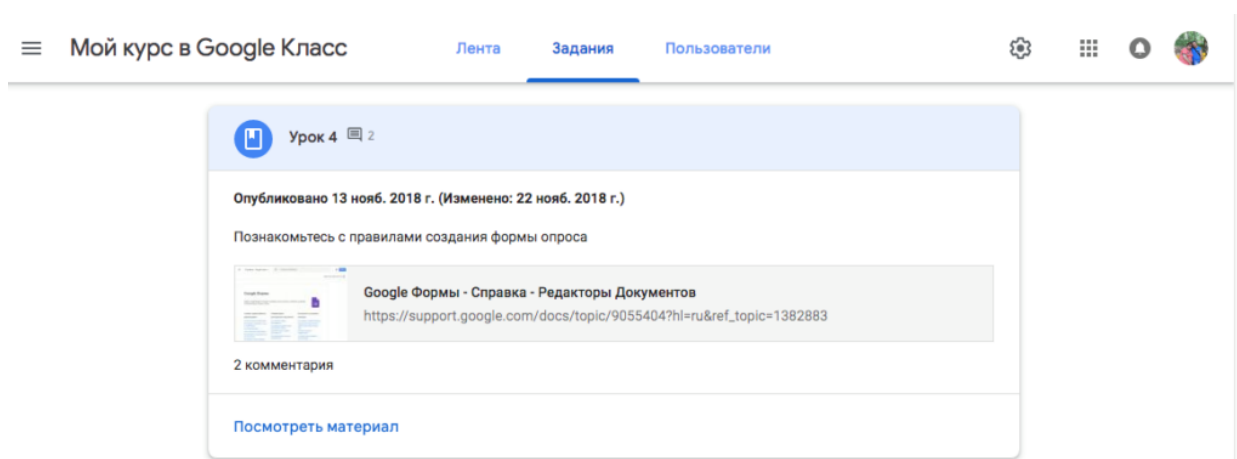 Мой курс в Google Класс
Лента
Задания
Пользователи
Урок 4 2
Опубликовано 13 нояб. 2018 г. (Изменено: 22 нояб. 2018 г.)
Познакомьтесь с правилами создания формы опроса
Google Формы - Справка - Редакторы Документов
https://support.google.com/docs/topic/9055404?hl=ru&ref_topic=1382883
2 комментария
Посмотреть материал